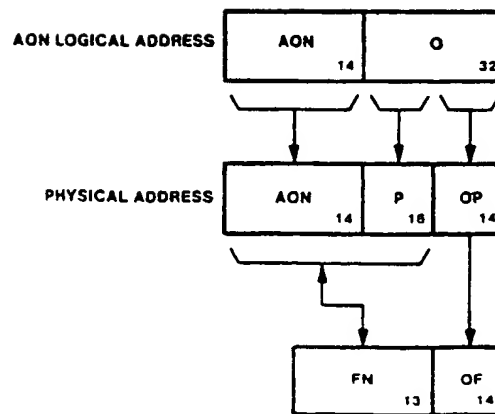 AON LOGICAL ADDRESS AON 14 O 32
PHYSICAL ADDRESS AON 14 P 18 OP 14
FN 13 OF 14